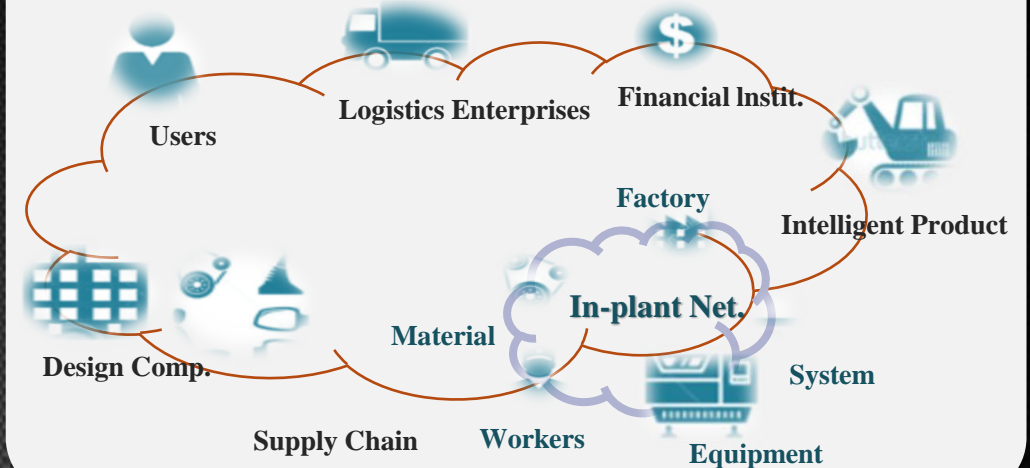 Users
Logistics Enterprises
$
Financial lnstit.
Intelligent Product
Factory
In-plant Net.
Material
Design Comp.
System
Supply Chain
Workers
Equipment